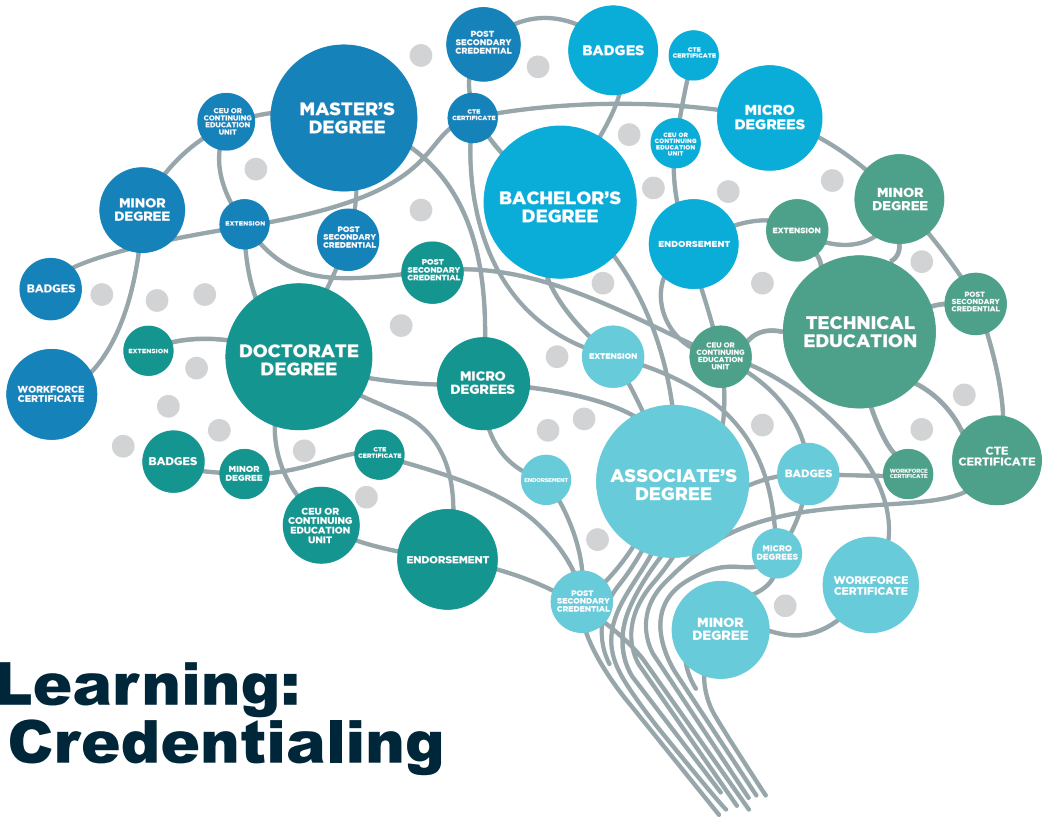 POST
SECONDARY
CREDENTIAL
BADGES
CTE
CERTIFICATE
MASTER'S
DEGREE
CEU OR
CONTINUING
EDUCATION
UNIT
CTE
CERTIFICATE
MICRO
DEGREES
CEU OR
CONTINUING
EDUCATION
UNIT
MINOR
DEGREE
BACHELOR'S
DEGREE
MINOR
DEGREE
EXTENSION
POST
SECONDARY
CREDENTIAL
ENDORSEMENT
EXTENSION
BADGES
POST
SECONDARY
CREDENTIAL
POST
SECONDARY
CREDENTIAL
TECHNICAL
EDUCATION
EXTENSION
DOCTORATE
DEGREE
EXTENSION
CEU OR
CONTINUING
EDUCATION
UNIT
WORKFORCE
CERTIFICATE
MICRO
DEGREES
BADGES
MINOR
DEGREE
CTE
CERTIFICATE
ENDORSEMENT
ASSOCIATE'S
DEGREE
BADGES
WORKFORCE
CERTIFICATE
CTE
CERTIFICATE
CEU OR
CONTINUING
EDUCATION
UNIT
ENDORSEMENT
MICRO
DEGREES
POST
SECONDARY
CREDENTIAL
WORKFORCE
CERTIFICATE
MINOR
DEGREE
Learning:
Credentialing